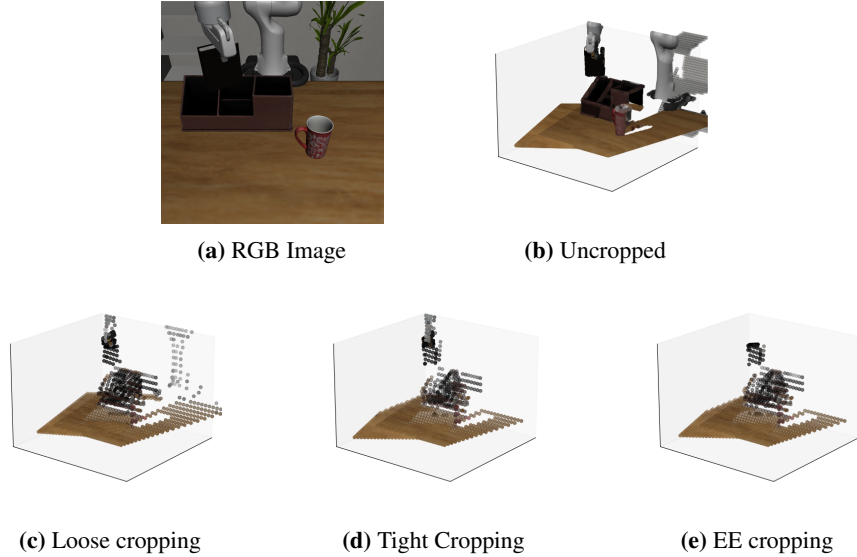 (a) RGB Image
(b) Uncropped
(c) Loose cropping
(d) Tight Cropping
(e) EE cropping